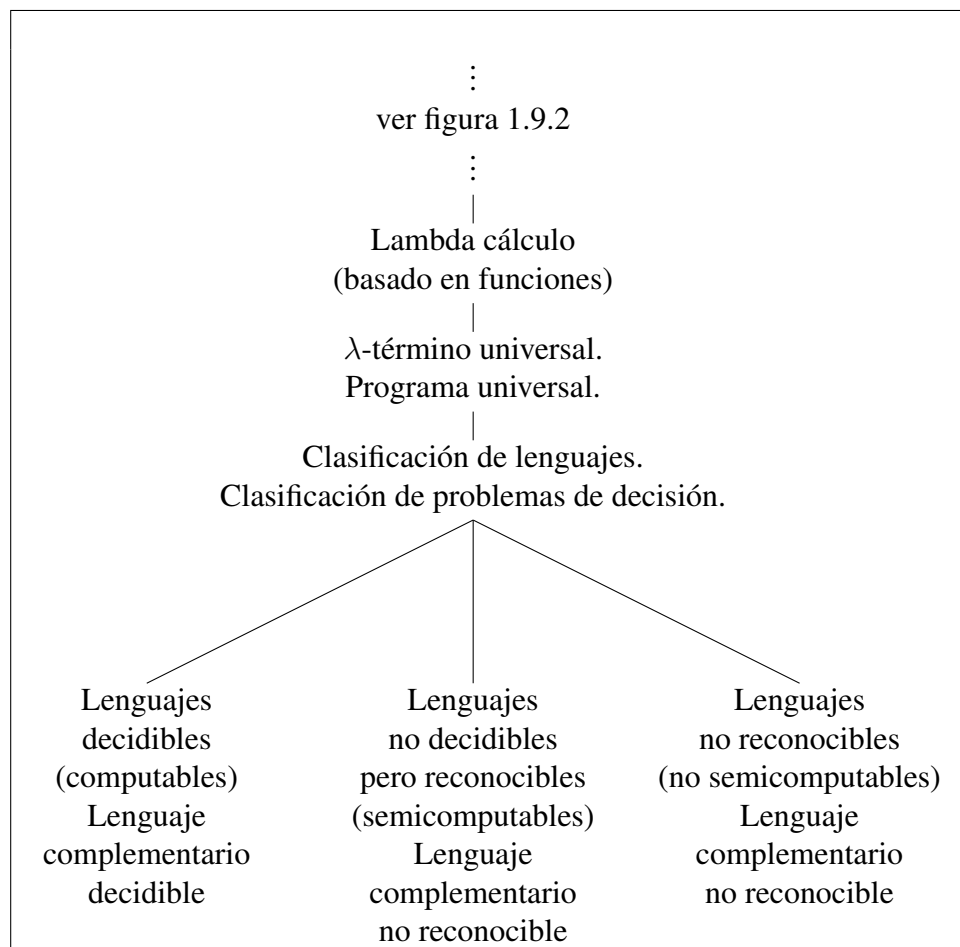 ⋮
ver figura 1.9.2
⋮
Lambda cálculo
(basado en funciones)
λ-término universal.
Programa universal.
Clasificación de lenguajes.
Clasificación de problemas de decisión.
Lenguajes
decidibles
(computables)
Lenguaje
complementario
decidible
Lenguajes
no decidibles
pero reconocibles
(semicomputables)
Lenguaje
complementario
no reconocible
Lenguajes
no reconocibles
(no semicomputables)
Lenguaje
complementario
no reconocible